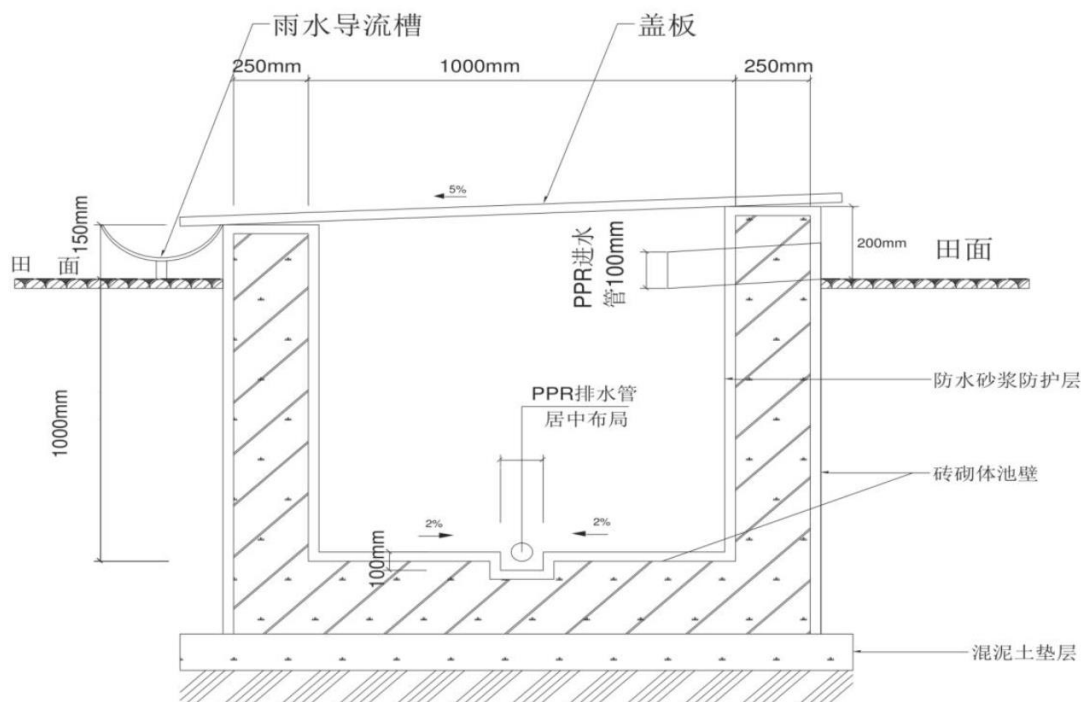 雨水导流槽
盖板
250mm
1000mm
250mm
5%
150mm
田 面
PPR进水
管100mm
200mm
田面
1000mm
PPR排水管
居中布局
防水砂浆防护层
砖砌体池壁
2%
2%
100mm
混泥土垫层